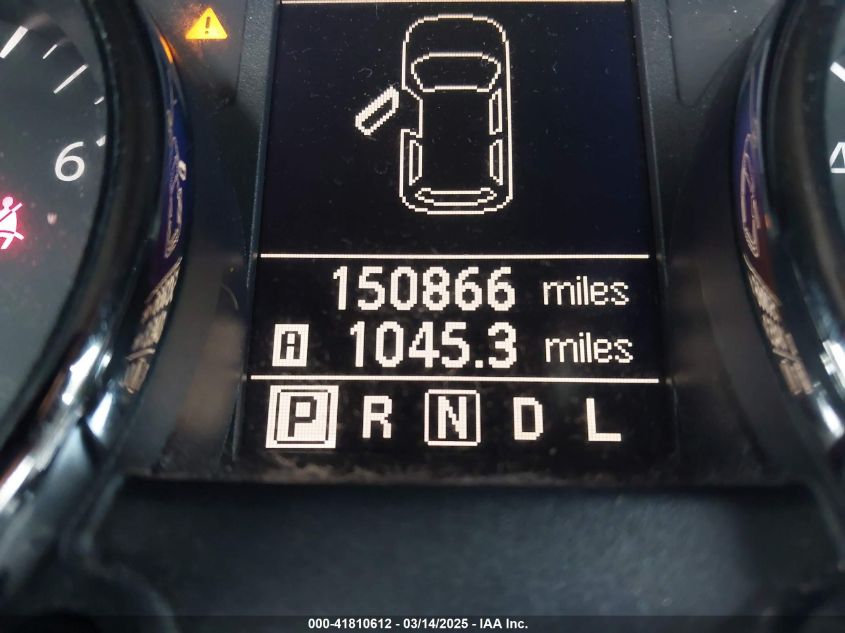 6
150866 miles
A 1045.3 miles
P R N D L
000-41810612 - 03/14/2025 - IAA Inc.